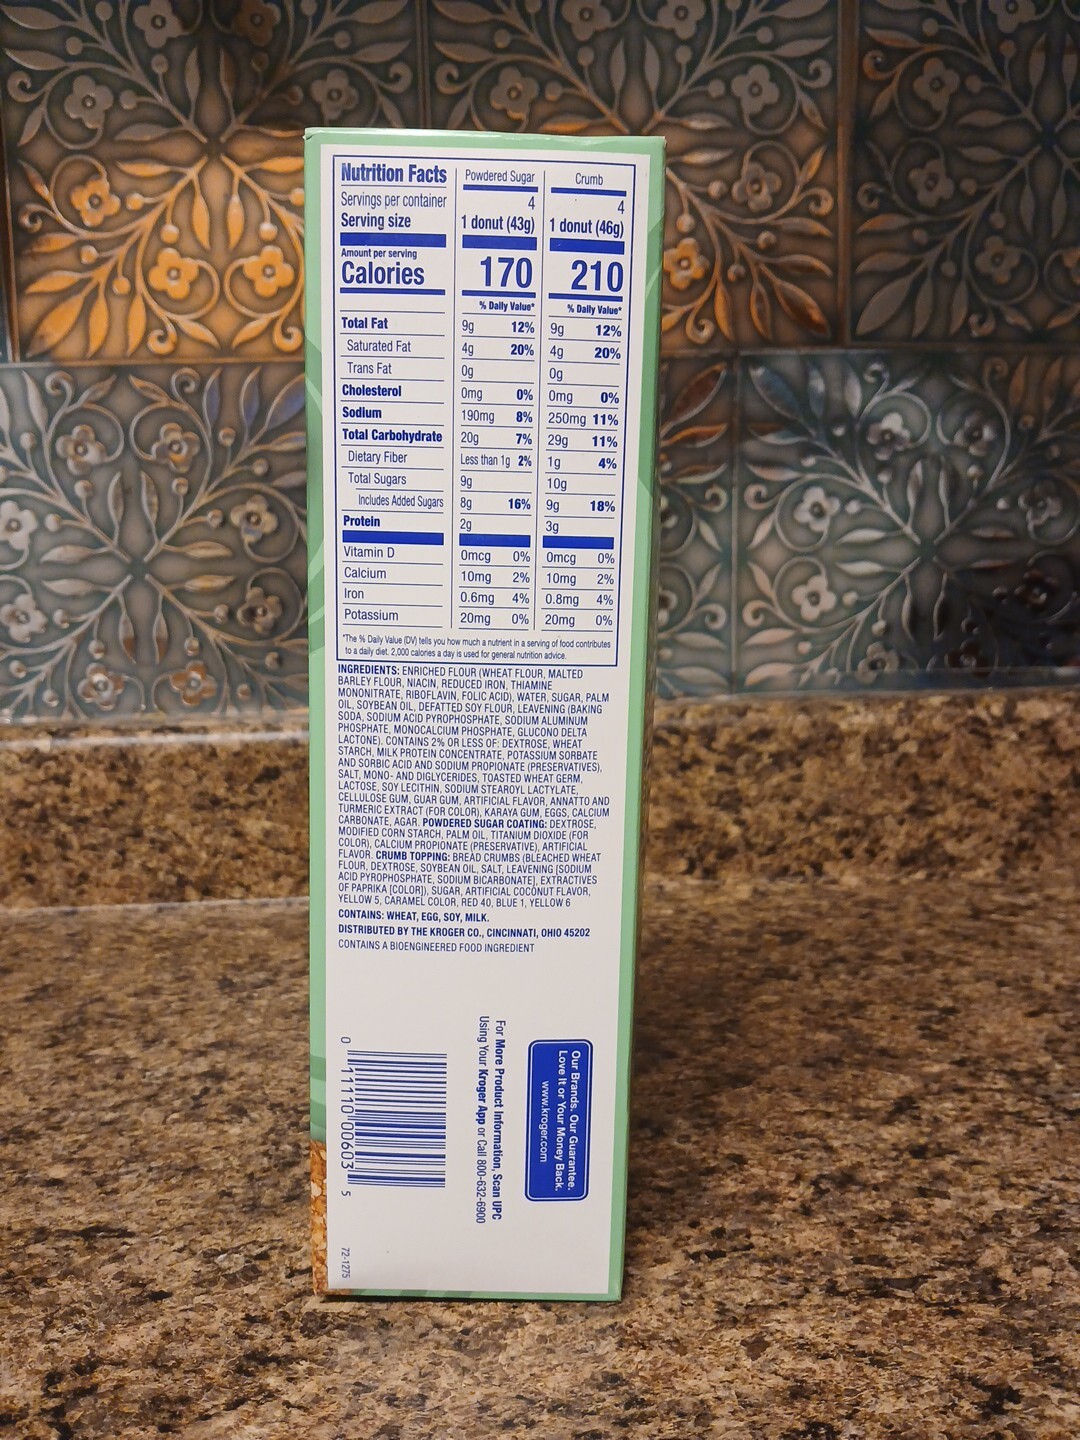 Nutrition Facts Powdered Sugar Crumb
Servings per container 4 4
Serving size 1 donut (43g) 1 donut (46g)
Amount per serving
Calories 170 210
% Daily Value* % Daily Value*
Total Fat 9g 12% 9g 12%
Saturated Fat 4g 20% 4g 20%
Trans Fat 0g 0g
Cholesterol 0mg 0% 0mg 0%
Sodium 190mg 8% 250mg 11%
Total Carbohydrate 20g 7% 29g 11%
Dietary Fiber Less than 1g 2% 1g 4%
Total Sugars 9g 10g
Includes Added Sugars 8g 16% 9g 18%
Protein 2g 3g
Vitamin D 0mcg 0% 0mcg 0%
Calcium 10mg 2% 10mg 2%
Iron 0.6mg 4% 0.8mg 4%
Potassium 20mg 0% 20mg 0%
*The % Daily Value (DV) tells you how much a nutrient in a serving of food contributes
to a daily diet. 2,000 calories a day is used for general nutrition advice.
INGREDIENTS: ENRICHED FLOUR (WHEAT FLOUR, MALTED
BARLEY FLOUR, NIACIN, REDUCED IRON, THIAMINE
MONONITRATE, RIBOFLAVIN, FOLIC ACID), WATER, SUGAR, PALM
OIL, SOYBEAN OIL, DEFATTED SOY FLOUR, LEAVENING (BAKING
SODA, SODIUM ACID PYROPHOSPHATE, SODIUM ALUMINUM
PHOSPHATE, MONOCALCIUM PHOSPHATE, GLUCONO DELTA
LACTONE). CONTAINS 2% OR LESS OF: DEXTROSE, WHEAT
STARCH, MILK PROTEIN CONCENTRATE, POTASSIUM SORBATE
AND SORBIC ACID AND SODIUM PROPIONATE (PRESERVATIVES),
SALT, MONO- AND DIGLYCERIDES, TOASTED WHEAT GERM,
LACTOSE, SOY LECITHIN, SODIUM STEAROYL LACTYLATE,
CELLULOSE GUM, GUAR GUM, ARTIFICIAL FLAVOR, ANNATTO AND
TURMERIC EXTRACT (FOR COLOR), KARAYA GUM, EGGS, CALCIUM
CARBONATE, AGAR. POWDERED SUGAR COATING: DEXTROSE,
MODIFIED CORN STARCH, PALM OIL, TITANIUM DIOXIDE (FOR
COLOR), CALCIUM PROPIONATE (PRESERVATIVE), ARTIFICIAL
FLAVOR. CRUMB TOPPING: BREAD CRUMBS (BLEACHED WHEAT
FLOUR, DEXTROSE, SOYBEAN OIL, SALT, LEAVENING [SODIUM
ACID PYROPHOSPHATE, SODIUM BICARBONATE], EXTRACTIVES
OF PAPRIKA [COLOR]), SUGAR, ARTIFICIAL COCONUT FLAVOR,
YELLOW 5, CARAMEL COLOR, RED 40, BLUE 1, YELLOW 6
CONTAINS: WHEAT, EGG, SOY, MILK.
DISTRIBUTED BY THE KROGER CO., CINCINNATI, OHIO 45202
CONTAINS A BIOENGINEERED FOOD INGREDIENT
Our Brands. Our Guarantee.
Love It or Your Money Back.
www.kroger.com
For More Product Information, Scan UPC
Using Your Kroger App or Call 800-632-6900
0 11110 00603 5
72-1275